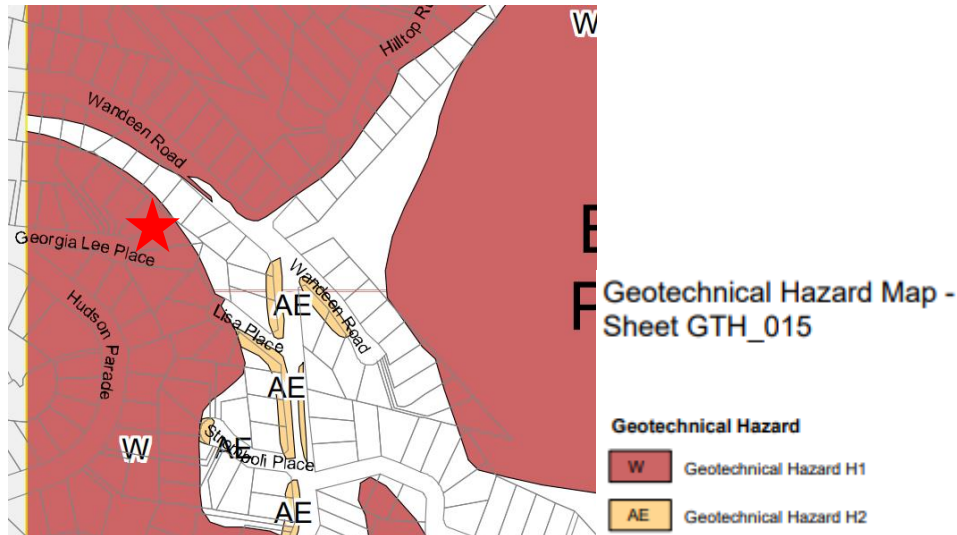 W
Hilltop
Wandeen Road
Georgia Lee Place
Wandeen Road
AE
Lisa Place
Hudson Parade
AE
W
AE
Stromboli Place
AE
Geotechnical Hazard Map -
Sheet GTH_015
Geotechnical Hazard
W Geotechnical Hazard H1
AE Geotechnical Hazard H2